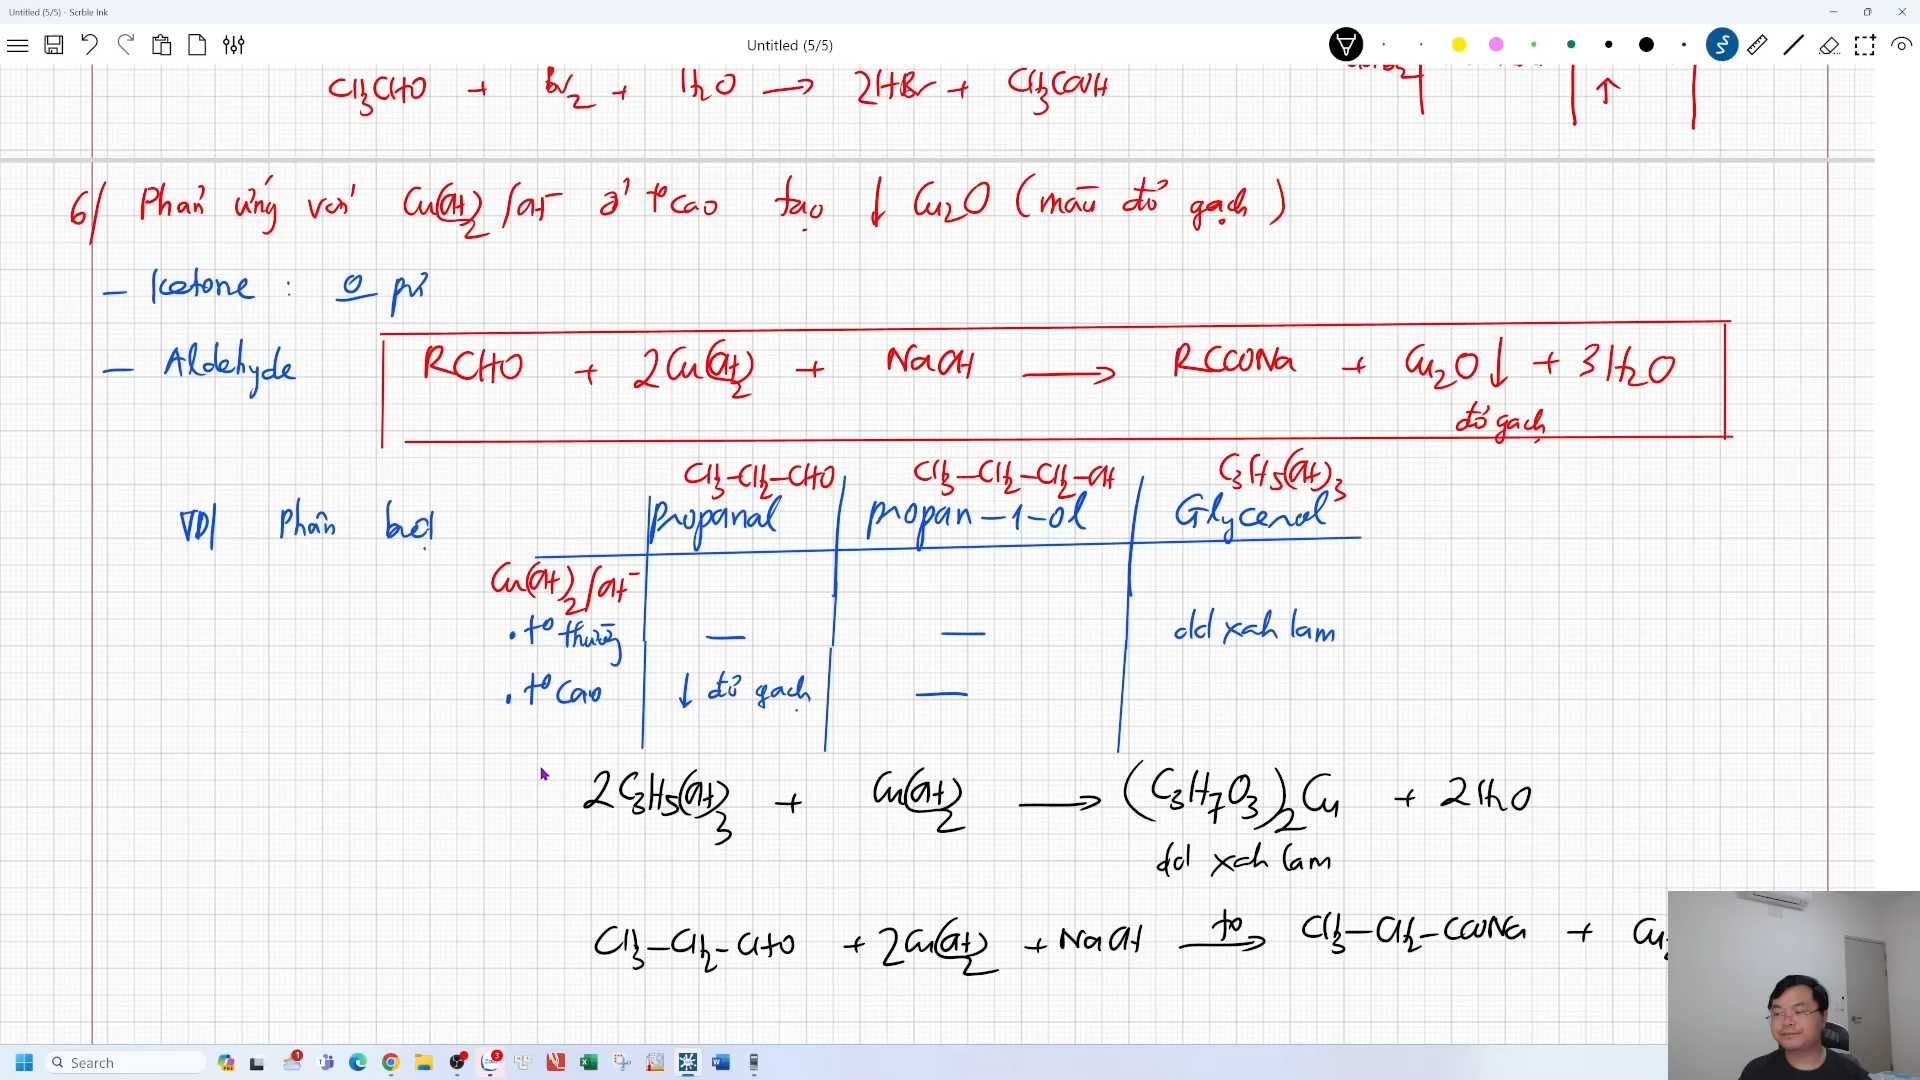 Untitled (5/5) - Scrble Ink
Untitled (5/5)
CH3CHO + Br2 + H2O → 2HBr + CH3COOH
↑
6/ Phản ứng với Cu(OH)2/OH⁻ ở t° cao tạo ↓ Cu2O (màu đỏ gạch)
– Ketone : 0 pứ
– Aldehyde RCHO + 2Cu(OH)2 + NaOH → RCOONa + Cu2O↓ + 3H2O
đỏ gạch
CH3–CH2–CHO CH3–CH2–CH2–OH C3H5(OH)3
VD/ Phân biệt propanal propan–1–ol Glycerol
Cu(OH)2/OH⁻
• t° thường — — dd xanh lam
• t° cao ↓ đỏ gạch —
2C3H5(OH)3 + Cu(OH)2 → (C3H7O3)2Cu + 2H2O
dd xanh lam
CH3–CH2–CHO + 2Cu(OH)2 + NaOH t°→ CH3–CH2–COONa + Cu
Search